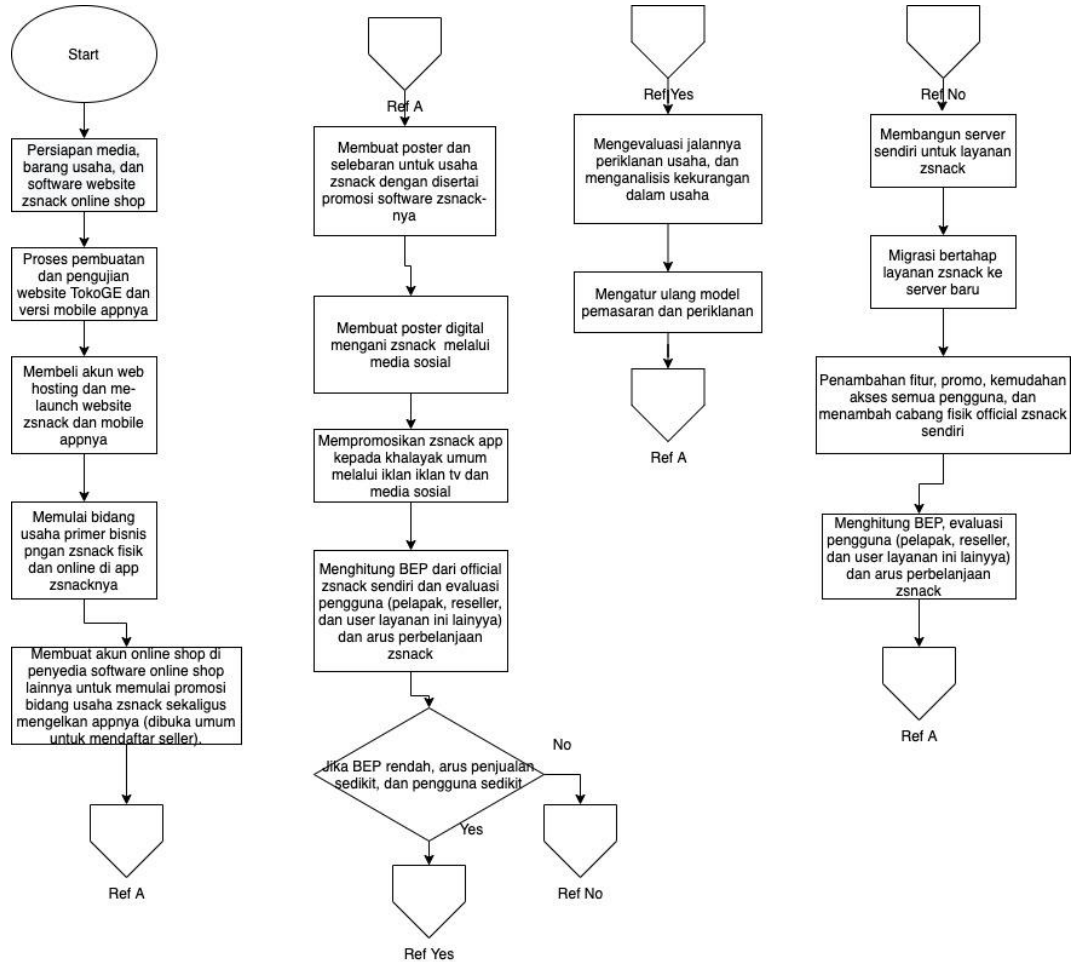 Start
Persiapan media,
barang usaha, dan
software website
zsnack online shop
Proses pembuatan
dan pengujian
website TokoGE dan
versi mobile appnya
Membeli akun web
hosting dan me-
launch website
zsnack dan mobile
appnya
Memulai bidang
usaha primer bisnis
pngan zsnack fisik
dan online di app
zsnacknya
Membuat akun online shop di
penyedia software online shop
lainnya untuk memulai promosi
bidang usaha zsnack sekaligus
mengelkan appnya (dibuka umum
untuk mendaftar seller).
Ref A
Ref A
Membuat poster dan
selebaran untuk usaha
zsnack dengan disertai
promosi software zsnack-
nya
Membuat poster digital
mengani zsnack melalui
media sosial
Mempromosikan zsnack app
kepada khalayak umum
melalui iklan iklan tv dan
media sosial
Menghitung BEP dari official
zsnack sendiri dan evaluasi
pengguna (pelapak, reseller,
dan user layanan ini lainyya)
dan arus perbelanjaan
zsnack
Jika BEP rendah, arus penjualan
sedikit, dan pengguna sedikit
No
Yes
Ref No
Ref Yes
Ref Yes
Mengevaluasi jalannya
periklanan usaha, dan
menganalisis kekurangan
dalam usaha
Mengatur ulang model
pemasaran dan periklanan
Ref A
Ref No
Membangun server
sendiri untuk layanan
zsnack
Migrasi bertahap
layanan zsnack ke
server baru
Penambahan fitur, promo, kemudahan
akses semua pengguna, dan
menambah cabang fisik official zsnack
sendiri
Menghitung BEP, evaluasi
pengguna (pelapak, reseller,
dan user layanan ini lainyya)
dan arus perbelanjaan
zsnack
Ref A